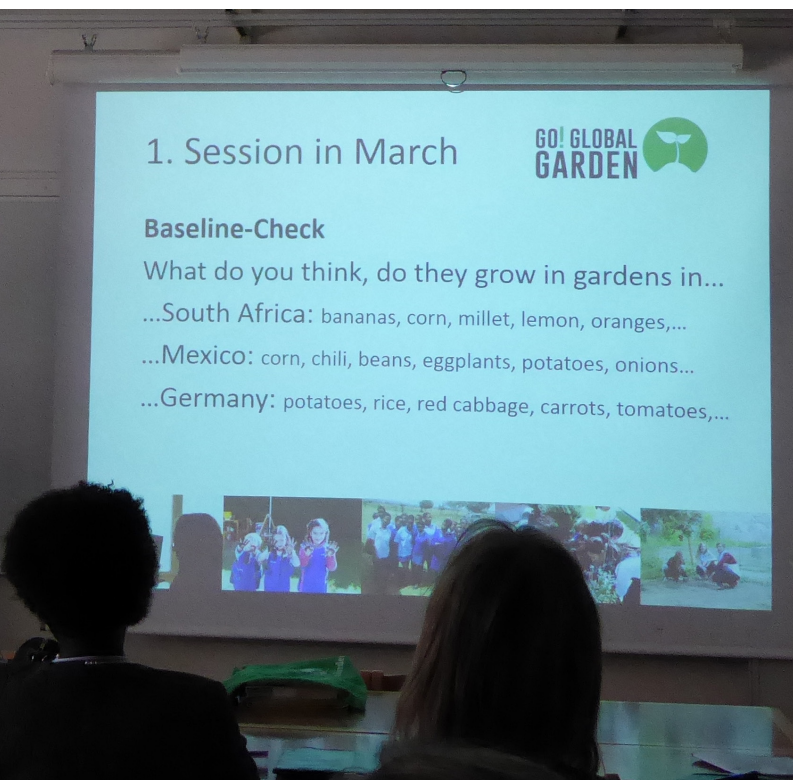 1. Session in March
GO! GLOBAL
GARDEN
Baseline-Check
What do you think, do they grow in gardens in...
...South Africa: bananas, corn, millet, lemon, oranges,...
...Mexico: corn, chili, beans, eggplants, potatoes, onions...
...Germany: potatoes, rice, red cabbage, carrots, tomatoes,...